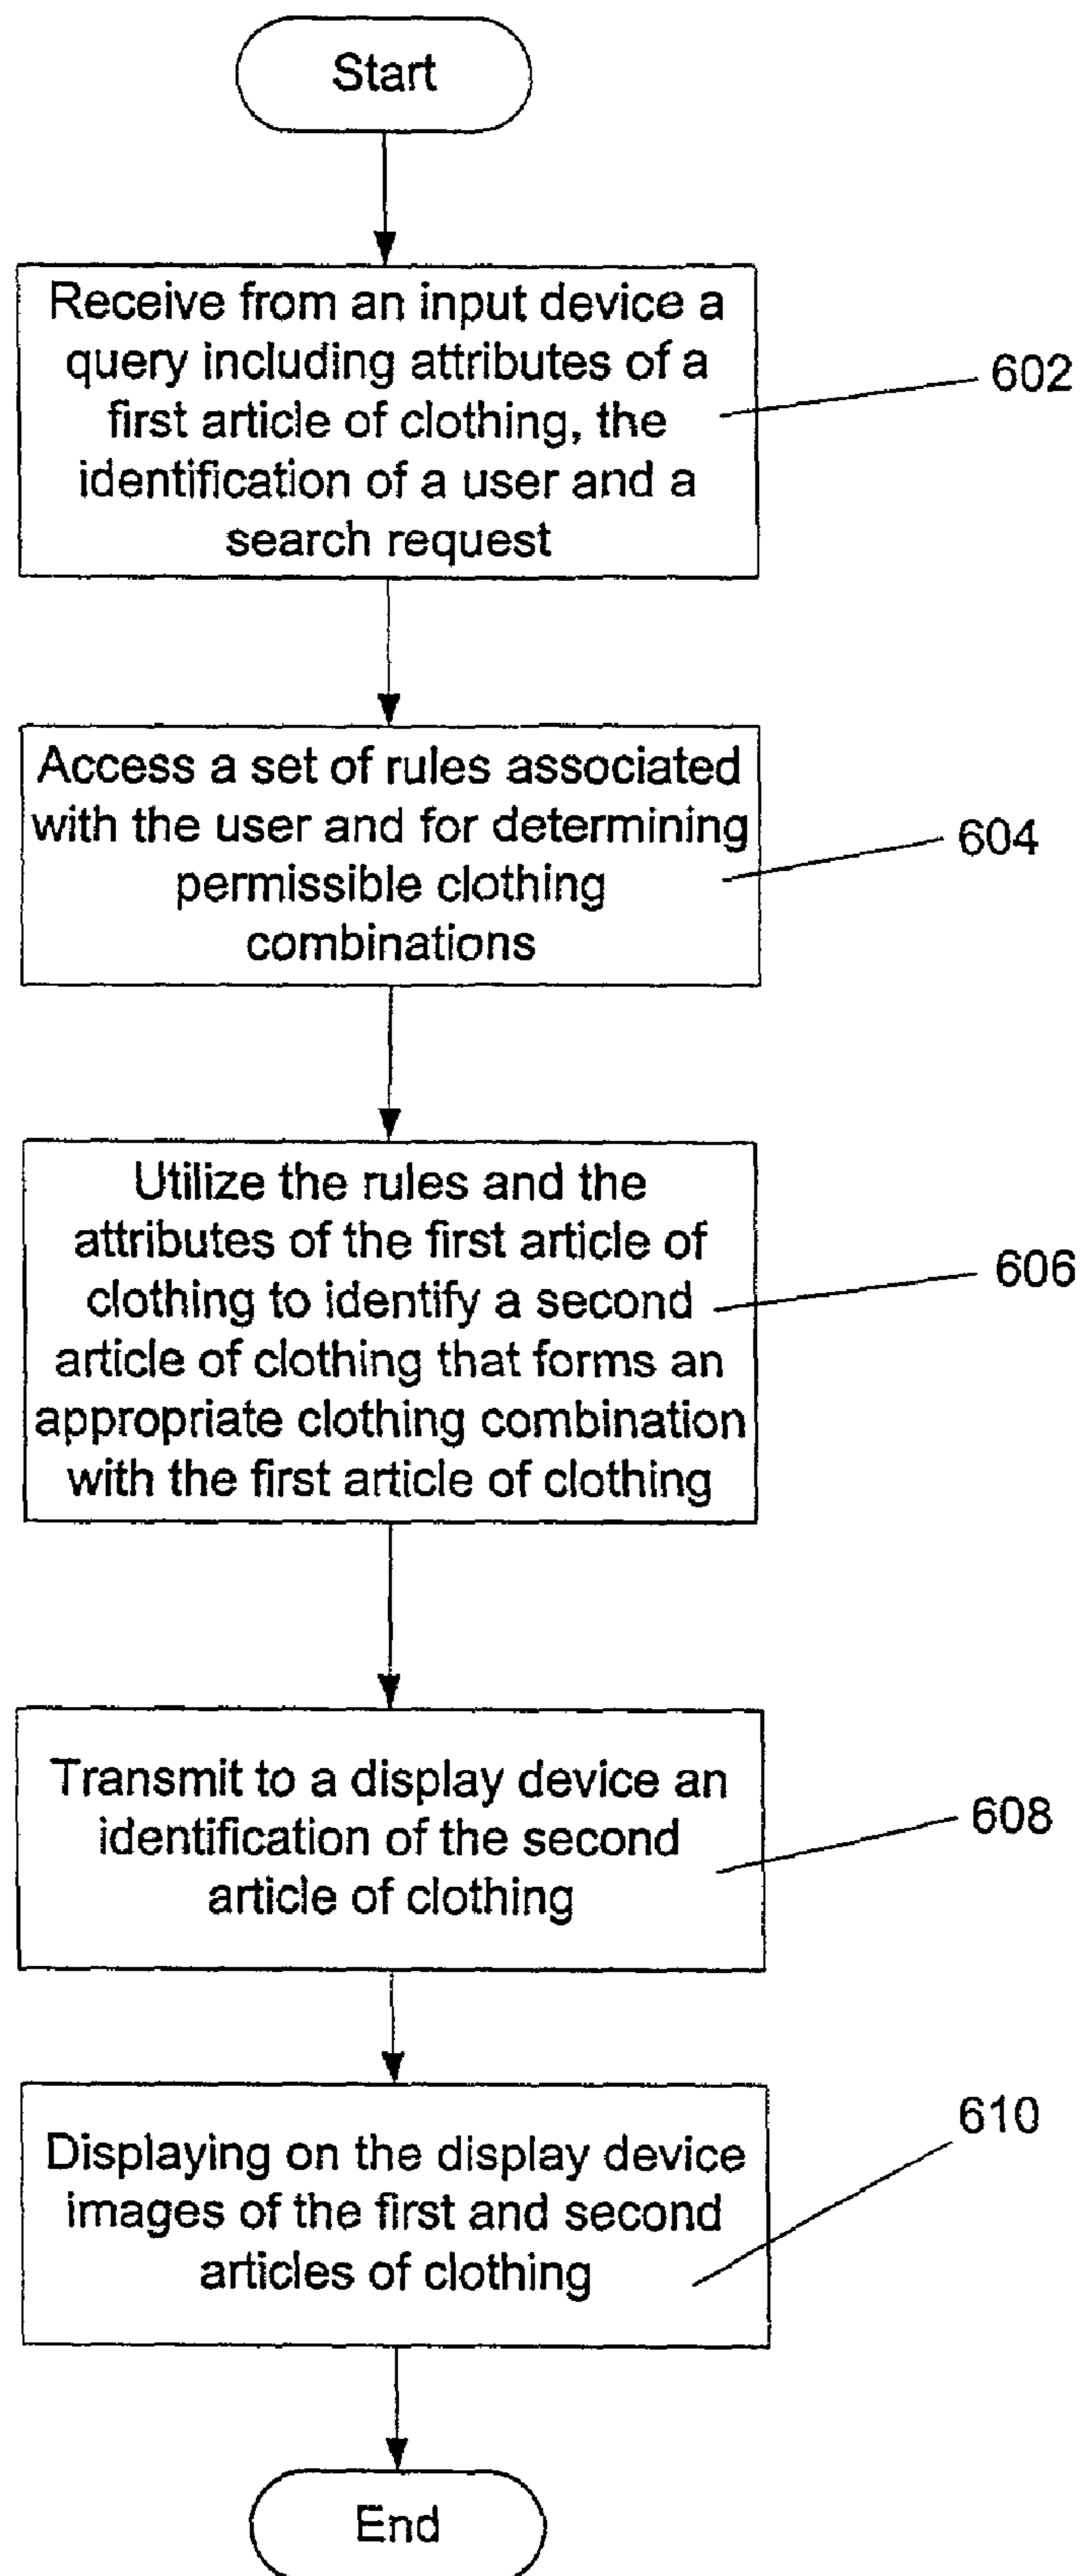 Start
Receive from an input device a
query including attributes of a
first article of clothing, the
identification of a user and a
search request
602
Access a set of rules associated
with the user and for determining
permissible clothing
combinations
604
Utilize the rules and the
attributes of the first article of
clothing to identify a second
article of clothing that forms an
appropriate clothing combination
with the first article of clothing
606
Transmit to a display device an
identification of the second
article of clothing
608
Displaying on the display device
images of the first and second
articles of clothing
610
End